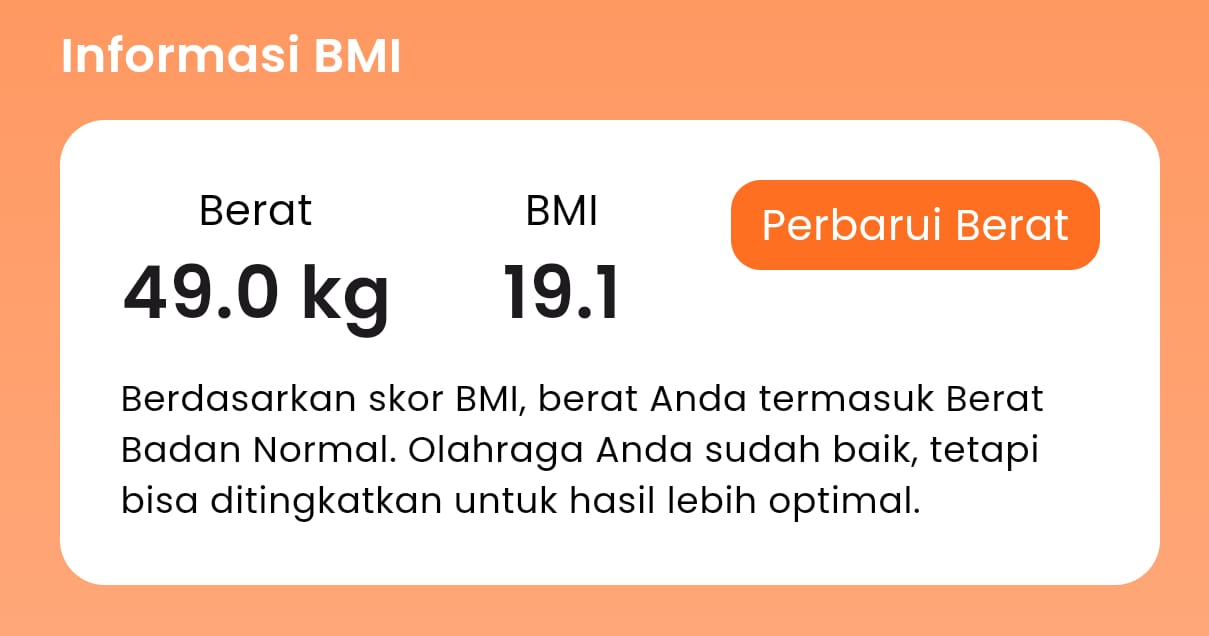 Informasi BMI
Berat
BMI
Perbarui Berat
49.0 kg
19.1
Berdasarkan skor BMI, berat Anda termasuk Berat
Badan Normal. Olahraga Anda sudah baik, tetapi
bisa ditingkatkan untuk hasil lebih optimal.